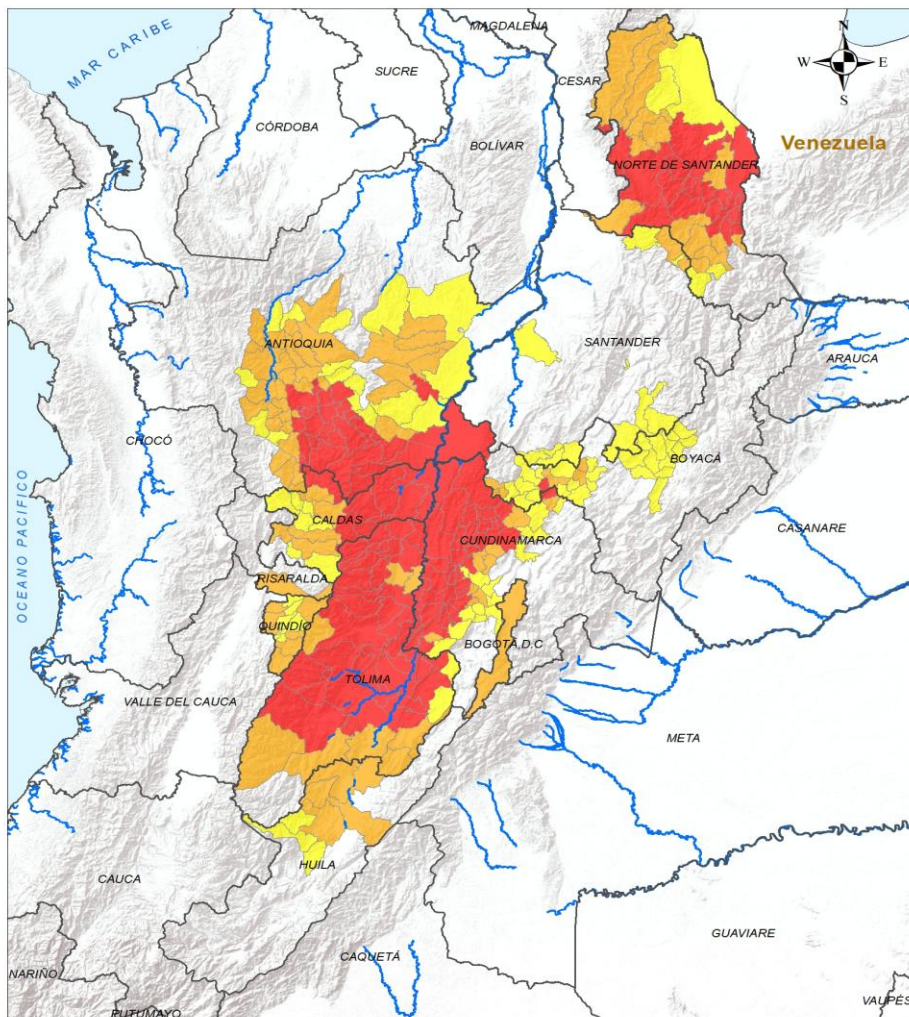 MAGDALENA
MAR CARIBE
N
SUCRE
CESAR
W
E
S
CÓRDOBA
BOLÍVAR
Venezuela
NORTE DE SANTANDER
ANTIOQUIA
SANTANDER
ARAUCA
CHOCÓ
BOYACA
OCEANO PACIFICO
CALDAS
CASANARE
CUNDINAMARCA
RISARALDA
QUINDÍO
BOGOTÁ,D.C
TOLIMA
VALLE DEL CAUCA
META
HUILA
CAUCA
GUAVIARE
CAQUETÁ
NARIÑO
VAUPÉS
PUTUMAYO